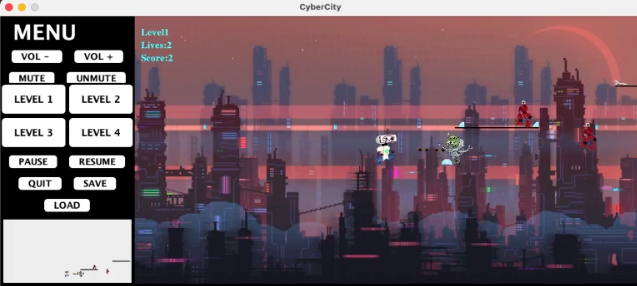 CyberCity
MENU
VOL - VOL +
MUTE UNMUTE
LEVEL 1 LEVEL 2
LEVEL 3 LEVEL 4
PAUSE RESUME
QUIT SAVE
LOAD
Level1
Lives:2
Score:2